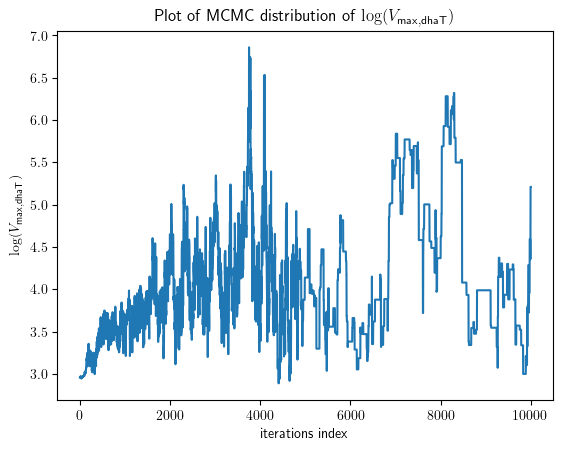 Plot of MCMC distribution of log(V_max,dhaT)
7.0
6.5
6.0
5.5
5.0
4.5
4.0
3.5
3.0
log(V_max,dhaT)
0 2000 4000 6000 8000 10000
iterations index